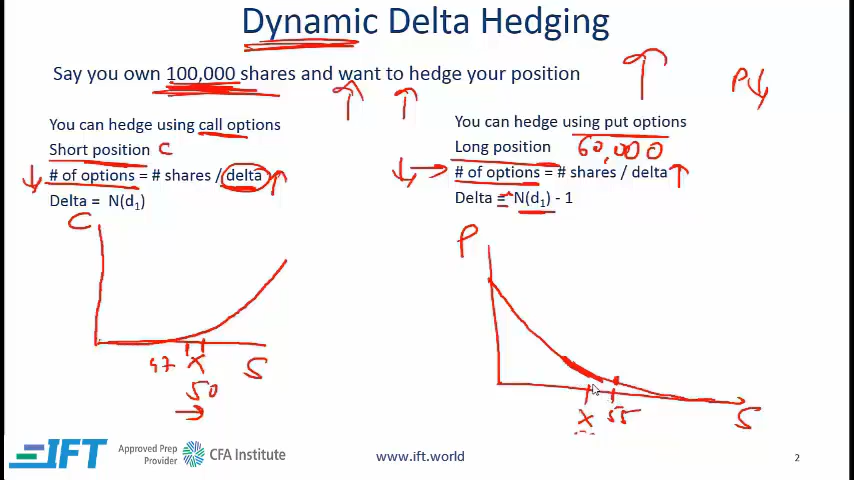 Dynamic Delta Hedging
Say you own 100,000 shares and want to hedge your position
P↓
You can hedge using call options
Short position C
# of options = # shares / delta
Delta = N(d₁)
C
47 X S
50
You can hedge using put options
Long position 60,000
# of options = # shares / delta
Delta = N(d₁) - 1
P
X 55 S
IFT
Approved Prep
Provider
CFA Institute
www.ift.world
2